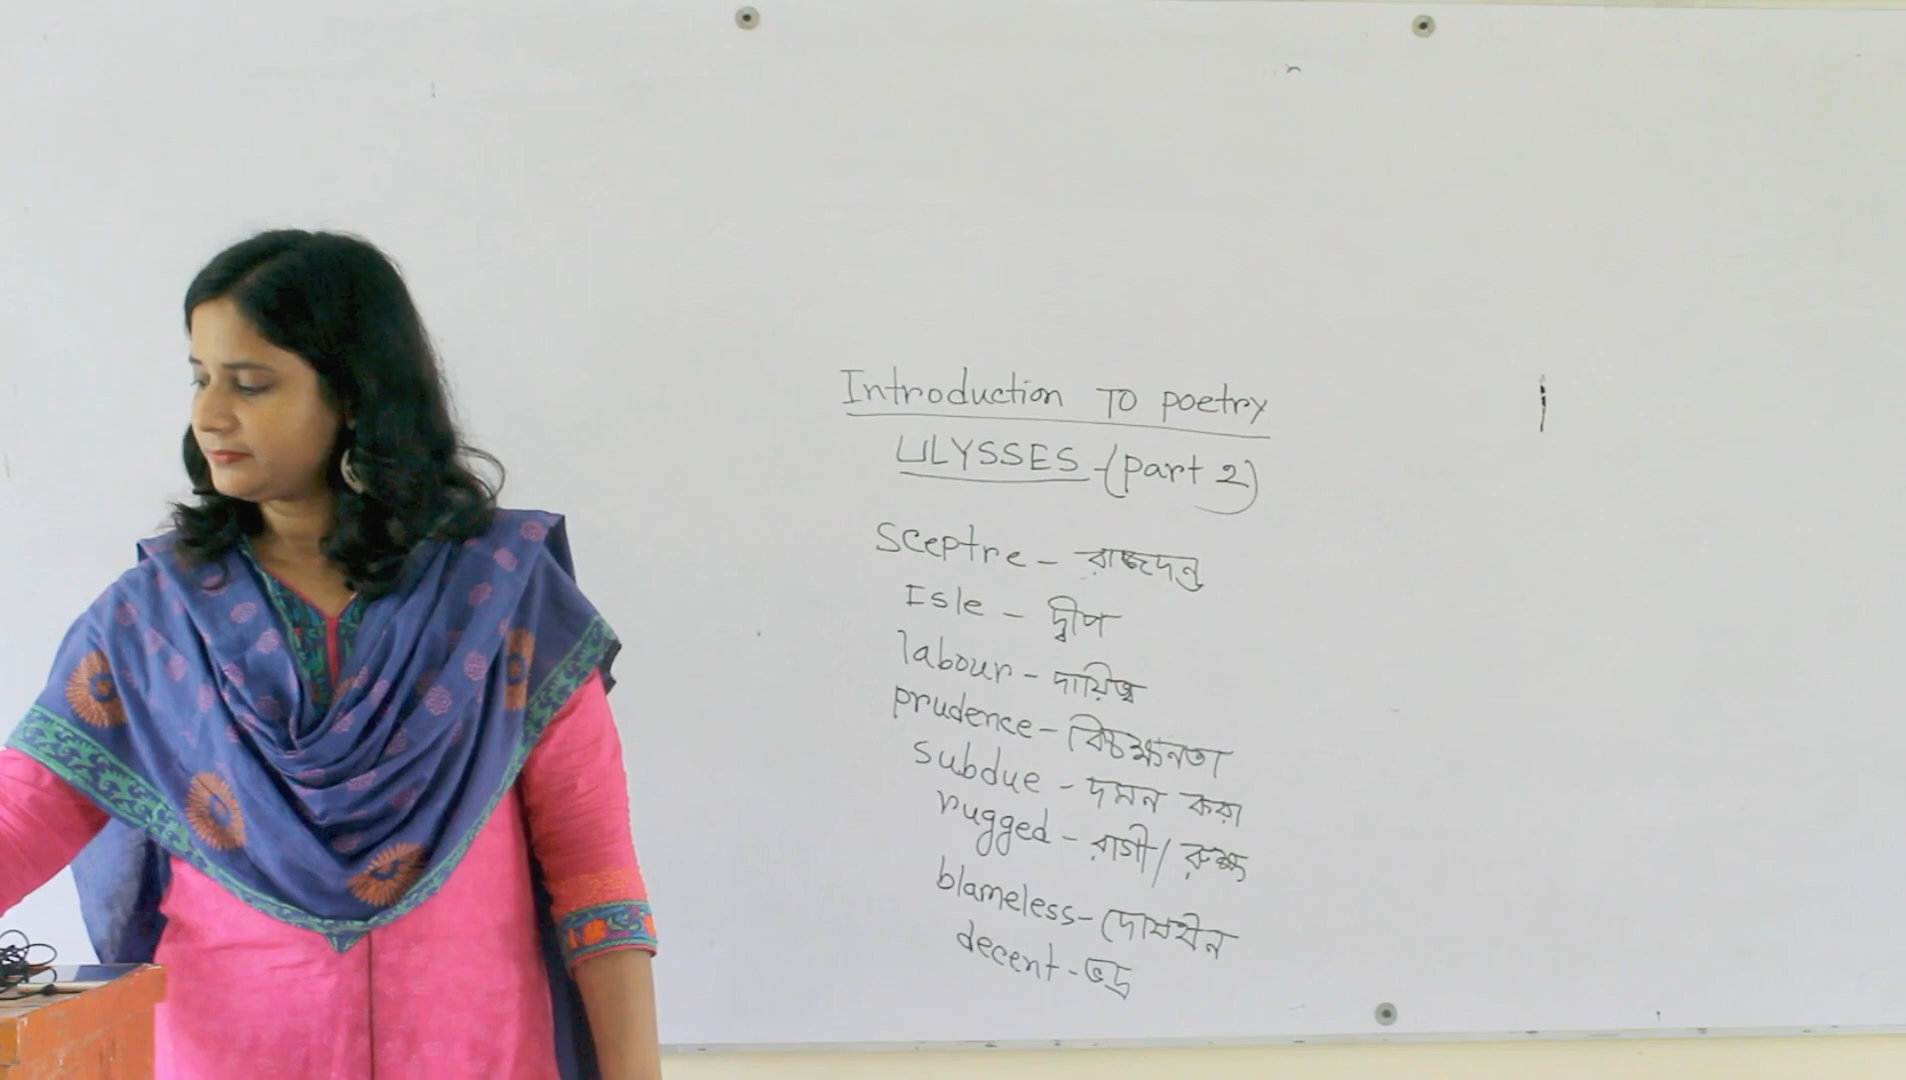 Introduction To poetry
ULYSSES - (part 2)
Sceptre - রাজদন্ড
Isle - দ্বীপ
labour - দায়িত্ব
prudence - বিচক্ষনতা
subdue - দমন করা
rugged - রাগী / রুক্ষ
blameless - দোষহীন
decent - ভদ্র